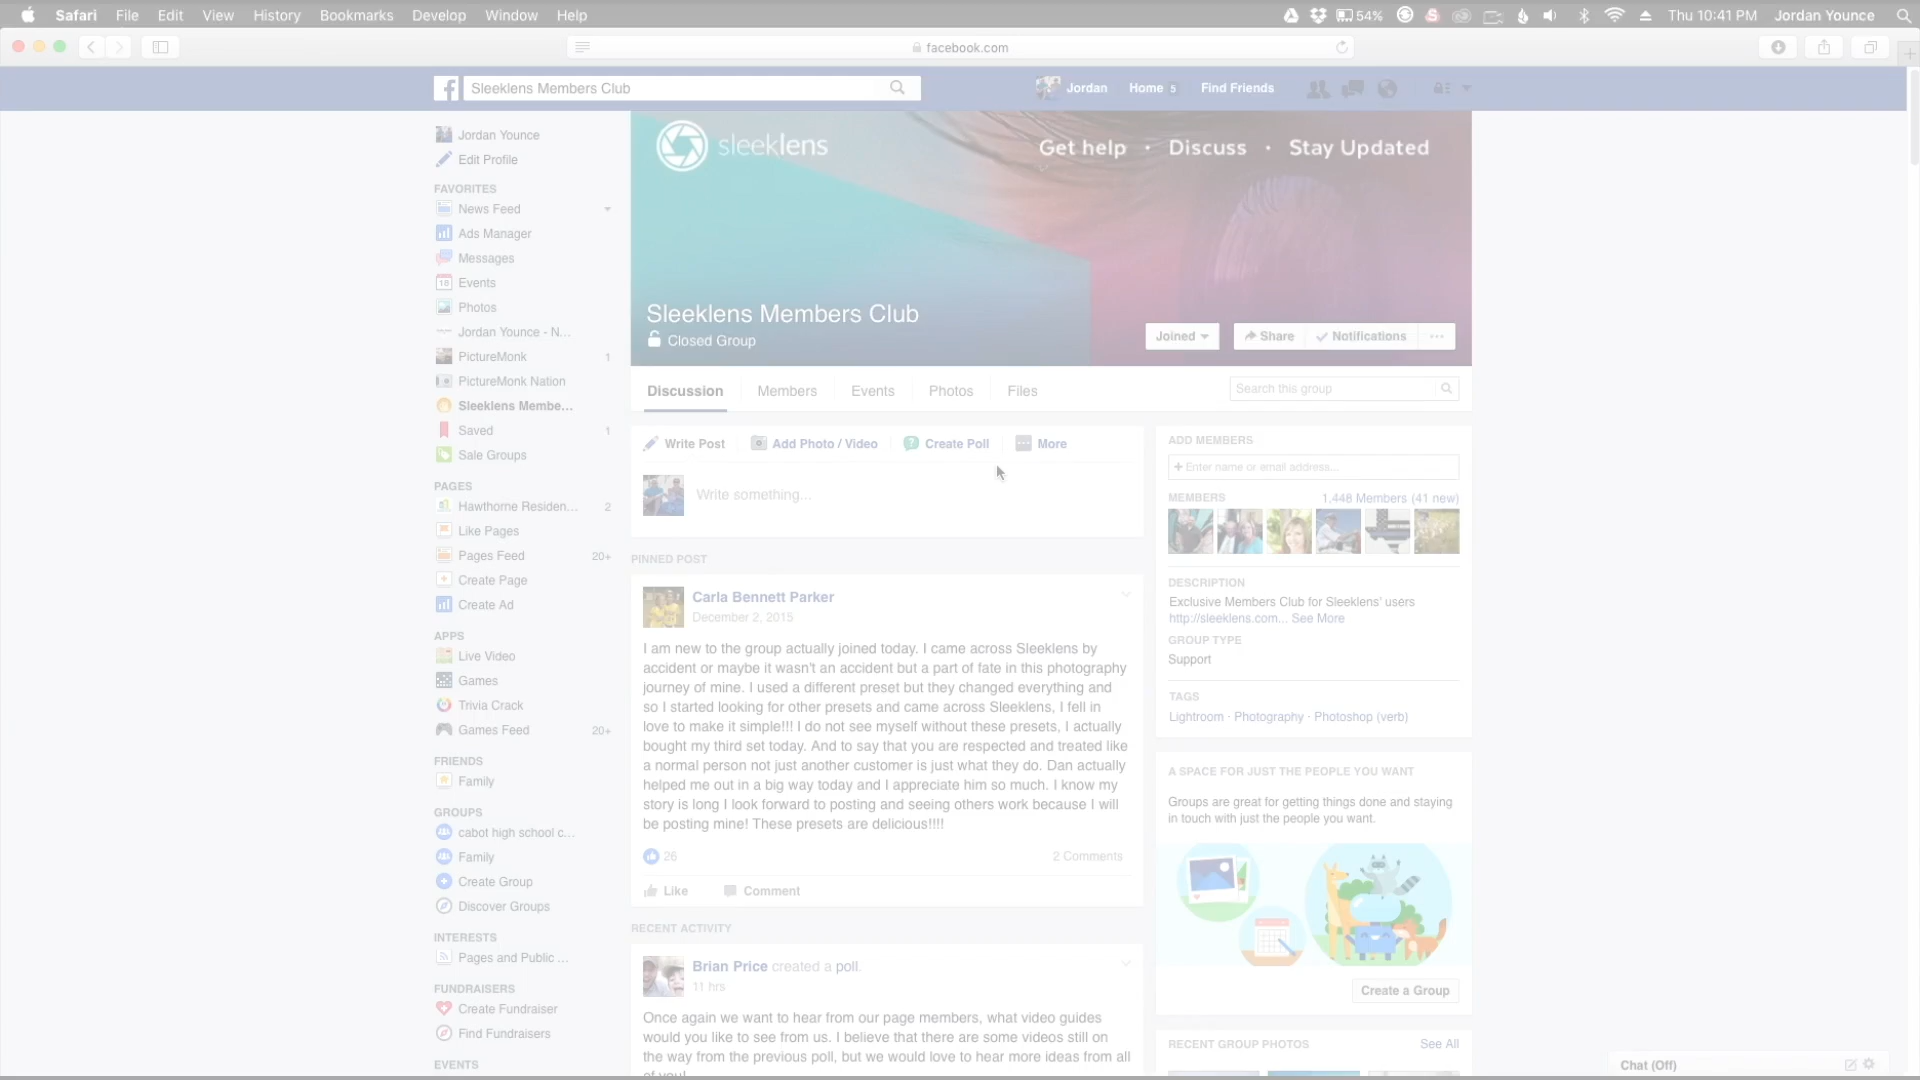 Safari File Edit View History Bookmarks Develop Window Help 54% Thu 10:41 PM Jordan Younce
facebook.com
Sleeklens Members Club Jordan Home 5 Find Friends
Jordan Younce
Edit Profile
FAVORITES
News Feed
Ads Manager
Messages
18 Events
Photos
Jordan Younce - N...
PictureMonk 1
PictureMonk Nation
Sleeklens Membe...
Saved 1
Sale Groups
PAGES
Hawthorne Residen... 2
Like Pages
Pages Feed 20+
Create Page
Create Ad
APPS
Live Video
Games
Trivia Crack
Games Feed 20+
FRIENDS
Family
GROUPS
cabot high school c...
Family
Create Group
Discover Groups
INTERESTS
Pages and Public ...
FUNDRAISERS
Create Fundraiser
Find Fundraisers
EVENTS
sleeklens Get help · Discuss · Stay Updated
Sleeklens Members Club
Closed Group
Joined Share Notifications ...
Discussion Members Events Photos Files Search this group
Write Post Add Photo / Video Create Poll More
Write something...
PINNED POST
Carla Bennett Parker
December 2, 2015
I am new to the group actually joined today. I came across Sleeklens by
accident or maybe it wasn't an accident but a part of fate in this photography
journey of mine. I used a different preset but they changed everything and
so I started looking for other presets and came across Sleeklens, I fell in
love to make it simple!!! I do not see myself without these presets, I actually
bought my third set today. And to say that you are respected and treated like
a normal person not just another customer is just what they do. Dan actually
helped me out in a big way today and I appreciate him so much. I know my
story is long I look forward to posting and seeing others work because I will
be posting mine! These presets are delicious!!!!
26 2 Comments
Like Comment
RECENT ACTIVITY
Brian Price created a poll.
11 hrs
Once again we want to hear from our page members, what video guides
would you like to see from us. I believe that there are some videos still on
the way from the previous poll, but we would love to hear more ideas from all
of you!
ADD MEMBERS
+ Enter name or email address...
MEMBERS 1,448 Members (41 new)
DESCRIPTION
Exclusive Members Club for Sleeklens' users
http://sleeklens.com... See More
GROUP TYPE
Support
TAGS
Lightroom · Photography · Photoshop (verb)
A SPACE FOR JUST THE PEOPLE YOU WANT
Groups are great for getting things done and staying
in touch with just the people you want.
Create a Group
RECENT GROUP PHOTOS See All
Chat (Off)